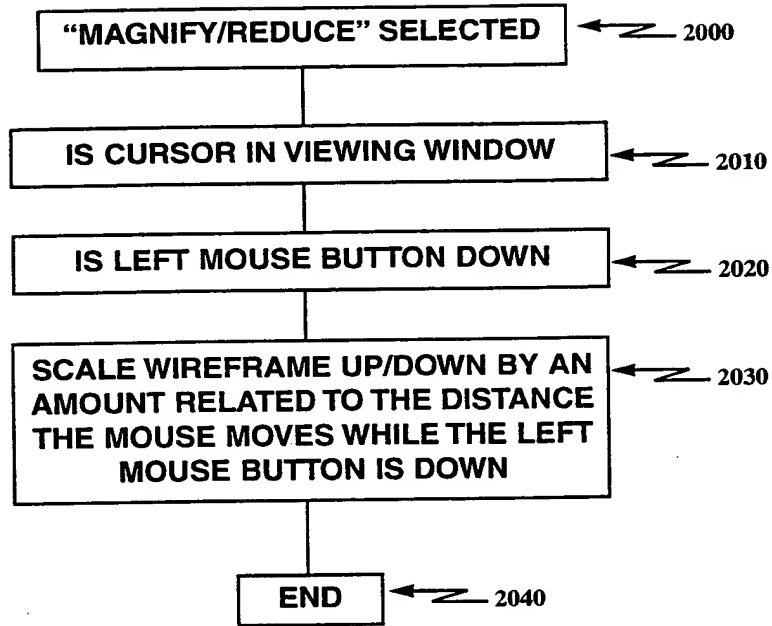 “MAGNIFY/REDUCE” SELECTED
2000
IS CURSOR IN VIEWING WINDOW
2010
IS LEFT MOUSE BUTTON DOWN
2020
SCALE WIREFRAME UP/DOWN BY AN
AMOUNT RELATED TO THE DISTANCE
THE MOUSE MOVES WHILE THE LEFT
MOUSE BUTTON IS DOWN
2030
END
2040